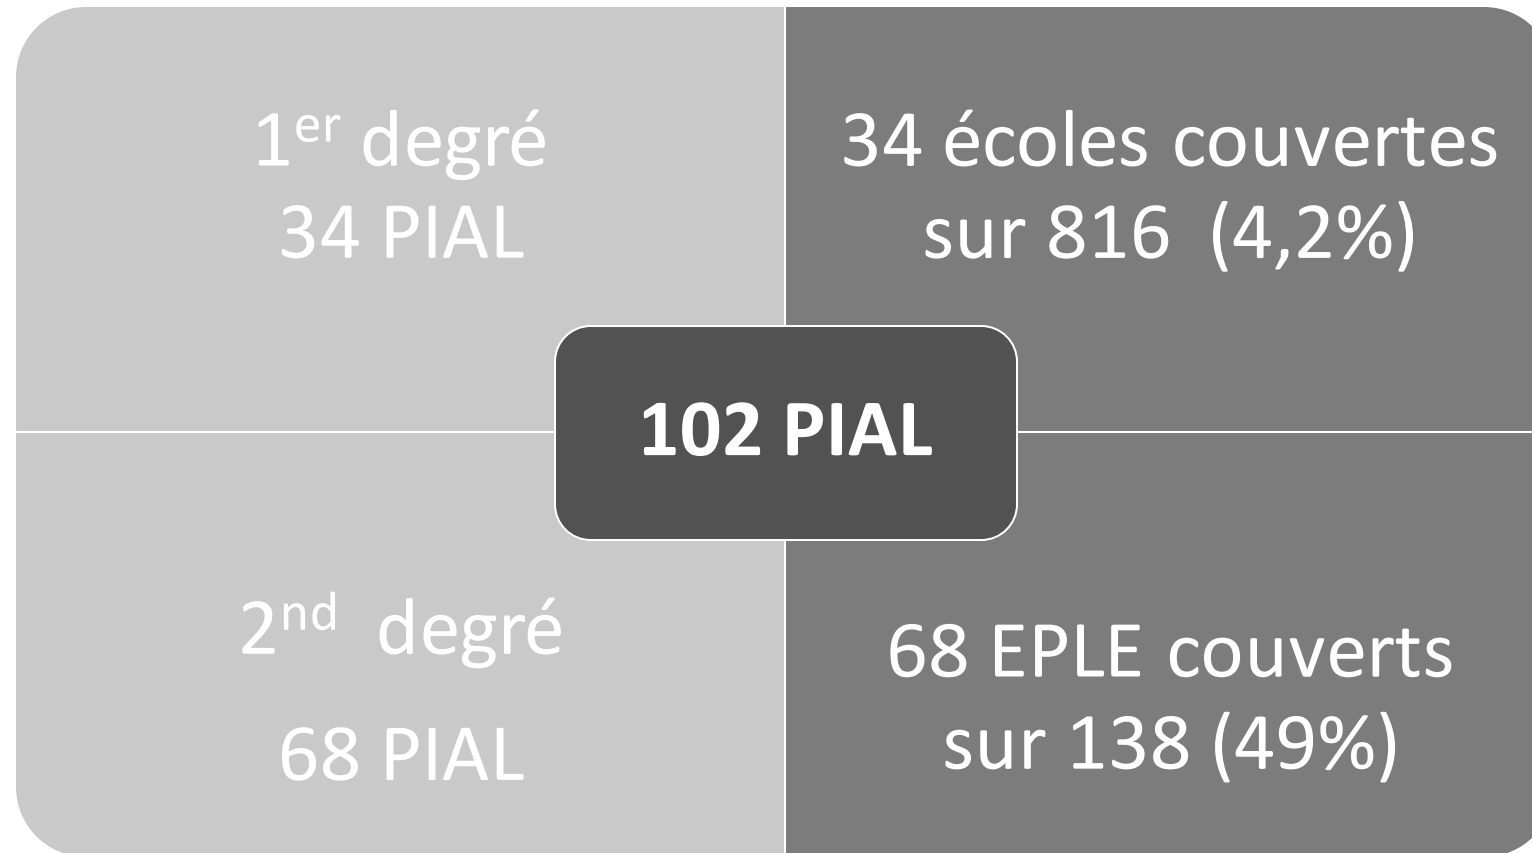 1er degré
34 PIAL
34 écoles couvertes
sur 816 (4,2%)
102 PIAL
2nd degré
68 PIAL
68 EPLE couverts
sur 138 (49%)